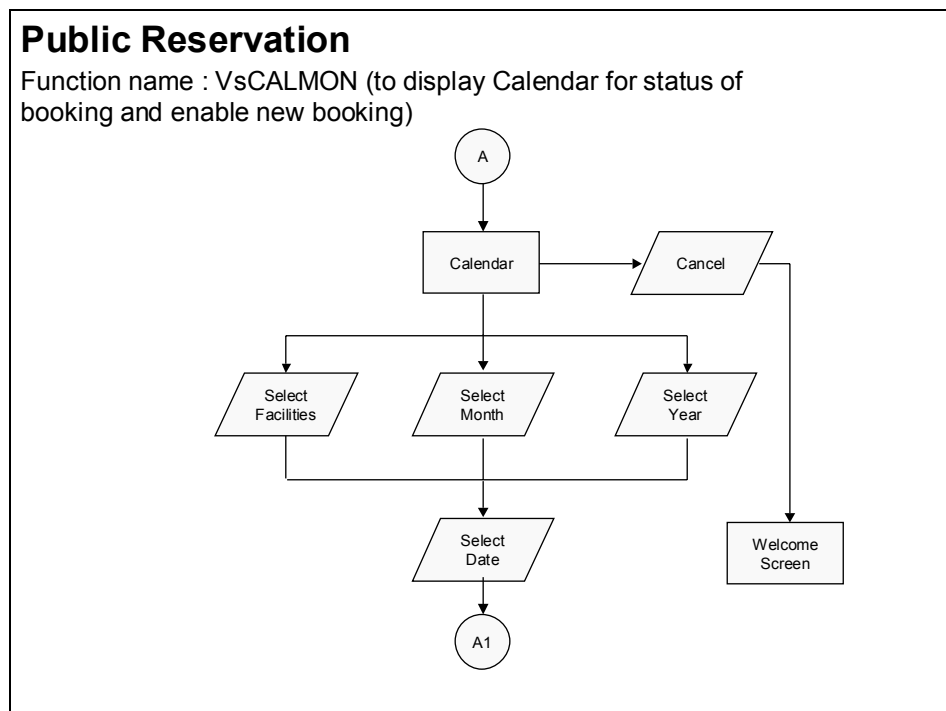 Public Reservation
Function name : VsCALMON (to display Calendar for status of
booking and enable new booking)
A
Calendar
Cancel
Select
Facilities
Select
Month
Select
Year
Select
Date
Welcome
Screen
A1